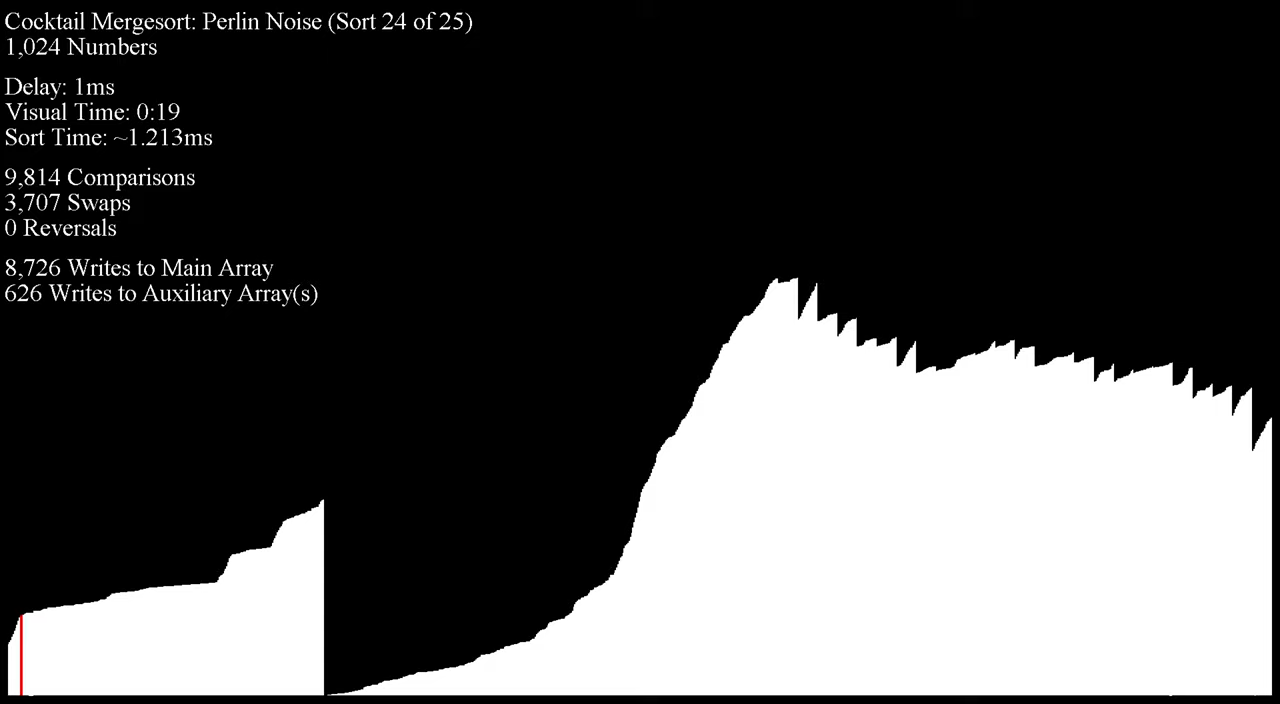 Cocktail Mergesort: Perlin Noise (Sort 24 of 25)
1,024 Numbers
Delay: 1ms
Visual Time: 0:19
Sort Time: ~1.213ms
9,814 Comparisons
3,707 Swaps
0 Reversals
8,726 Writes to Main Array
626 Writes to Auxiliary Array(s)